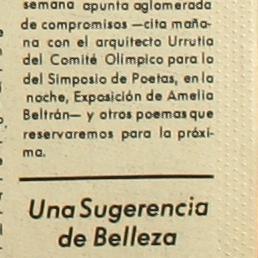 semana apunta aglomerada
de compromisos —cita maña-
na con el arquitecto Urrutia
del Comité Olímpico para lo
del Simposio de Poetas, en la
noche, Exposición de Amelia
Beltrán— y otros poemas que
reservaremos para la próxi-
ma.
Una Sugerencia
de Belleza